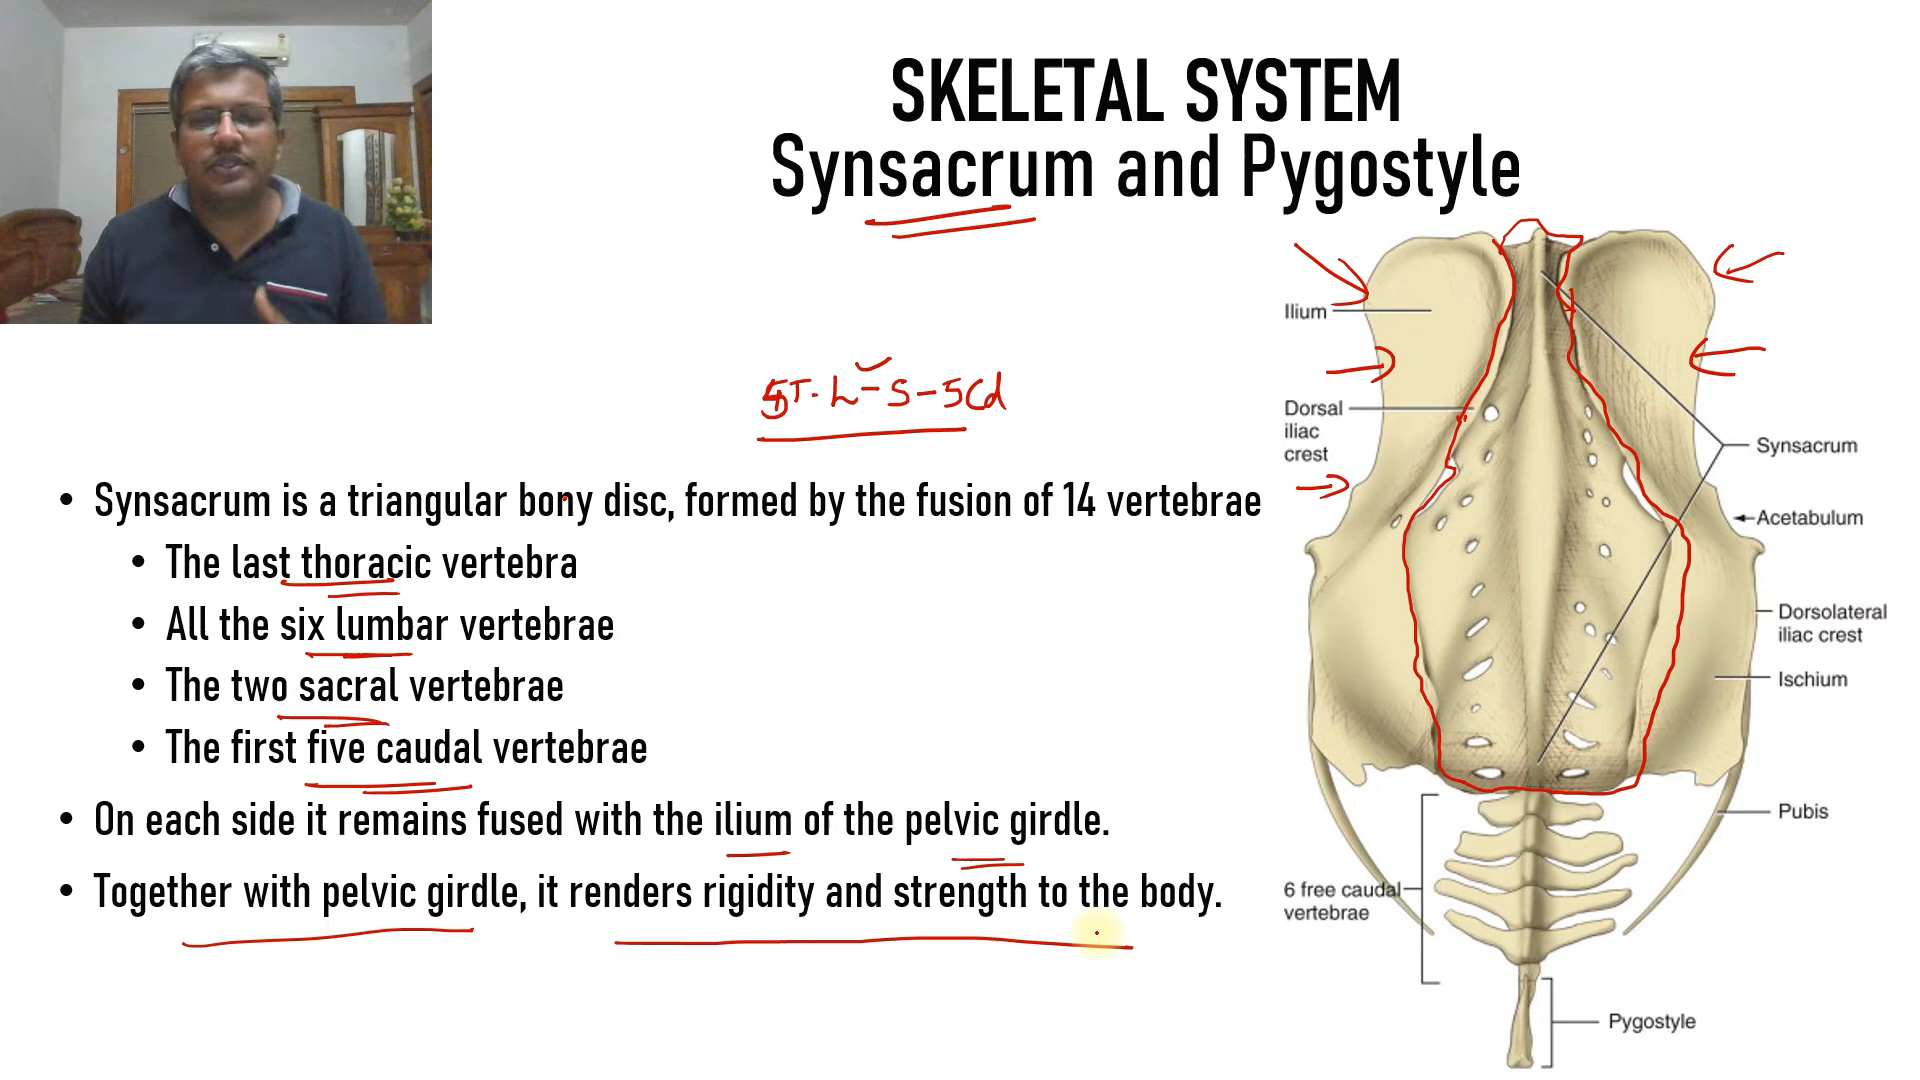 SKELETAL SYSTEM
Synsacrum and Pygostyle
Ilium
T - L - S - 5Cd
Dorsal
iliac
crest
Synsacrum
• Synsacrum is a triangular bony disc, formed by the fusion of 14 vertebrae
Acetabulum
• The last thoracic vertebra
• All the six lumbar vertebrae
Dorsolateral
iliac crest
• The two sacral vertebrae
Ischium
• The first five caudal vertebrae
• On each side it remains fused with the ilium of the pelvic girdle.
Pubis
• Together with pelvic girdle, it renders rigidity and strength to the body.
6 free caudal
vertebrae
Pygostyle